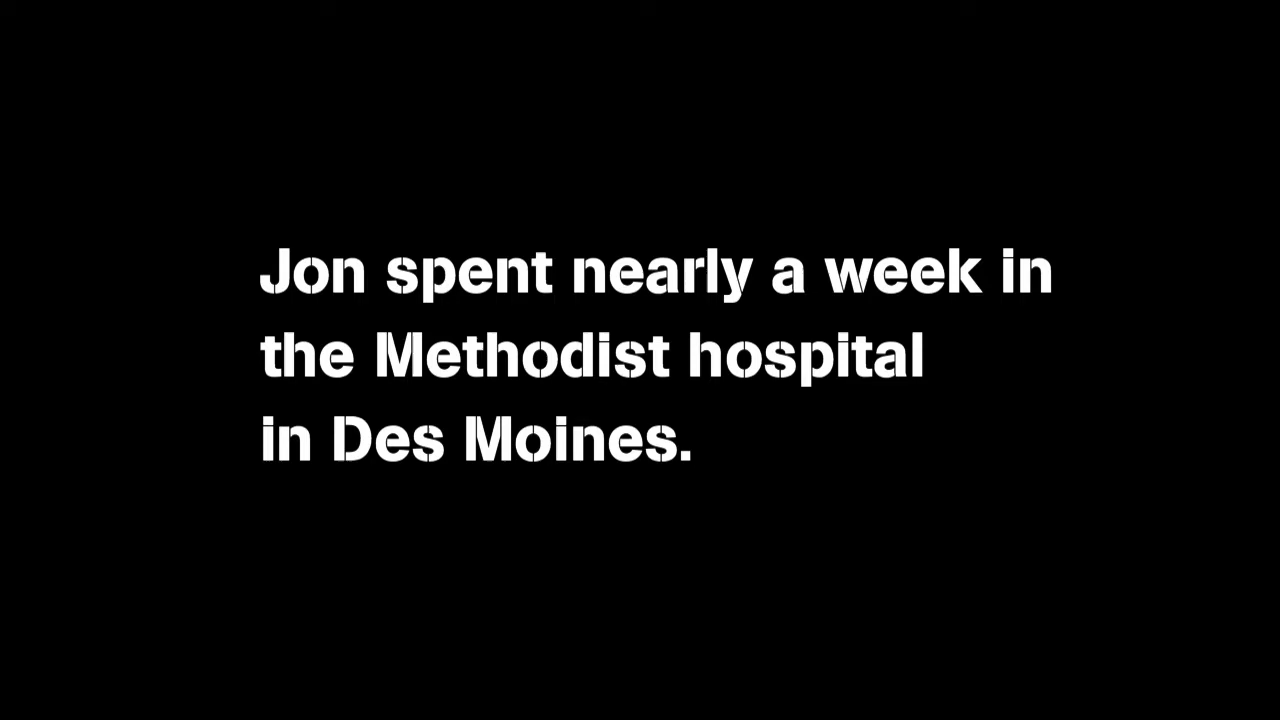 Jon spent nearly a week in
the Methodist hospital
in Des Moines.